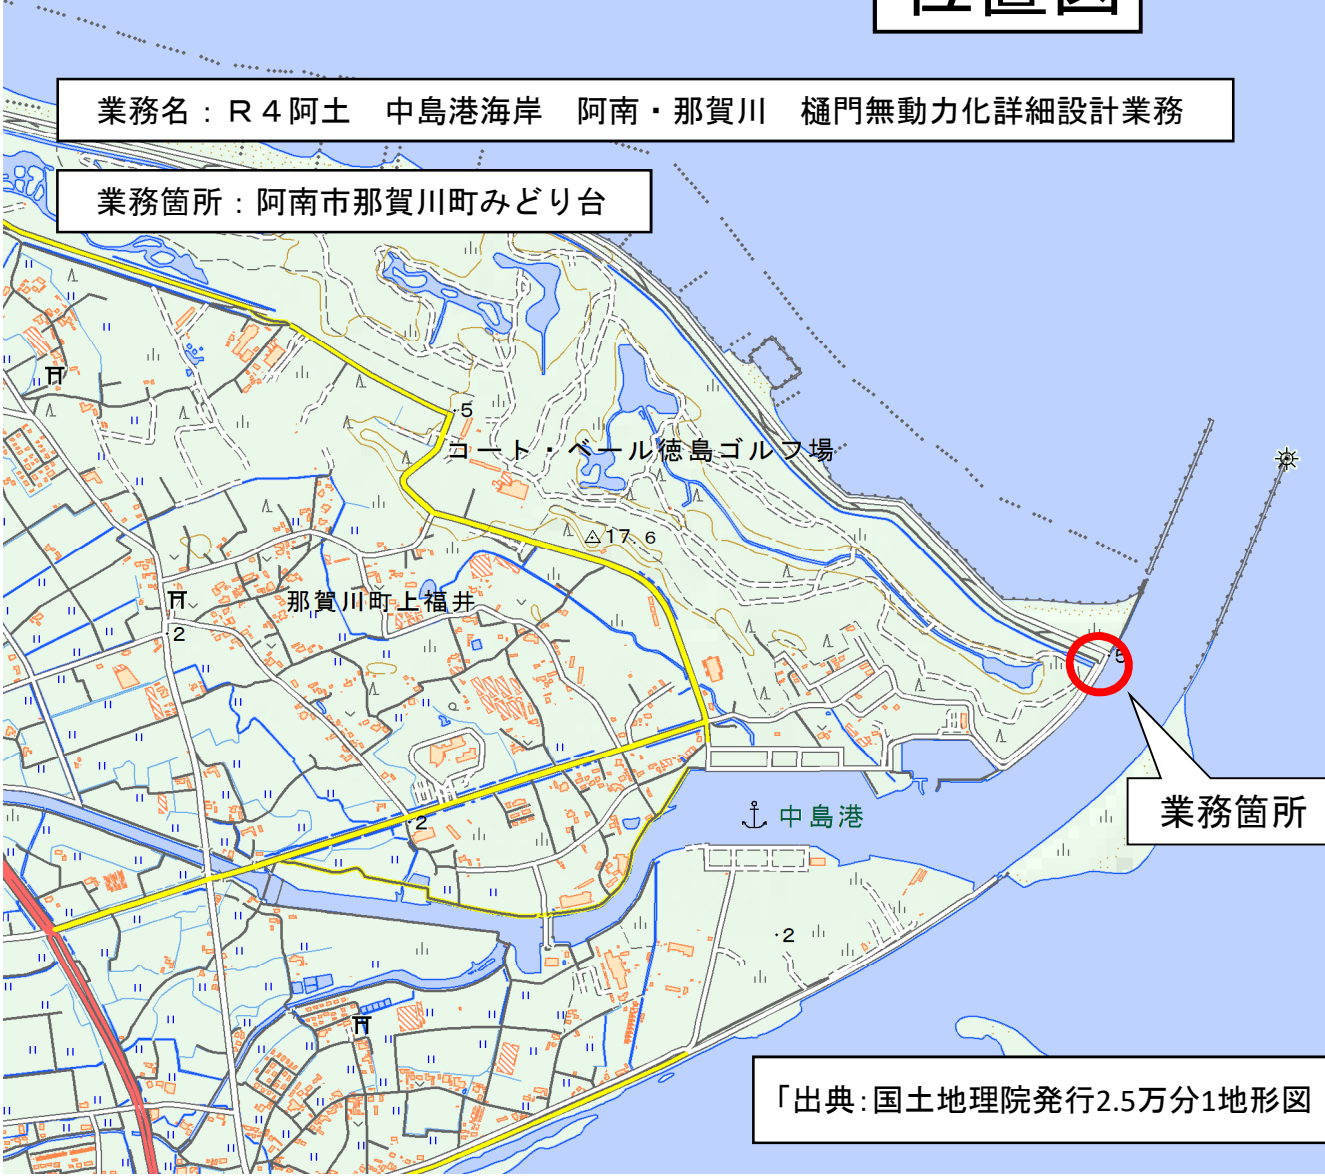 位置図
業務名：Ｒ４阿土　中島港海岸　阿南・那賀川　樋門無動力化詳細設計業務
業務箇所：阿南市那賀川町みどり台
5
コート・ベール徳島ゴルフ場
17.6
那賀川町上福井
2
5
業務箇所
中島港
2
2
「出典：国土地理院発行2.5万分1地形図